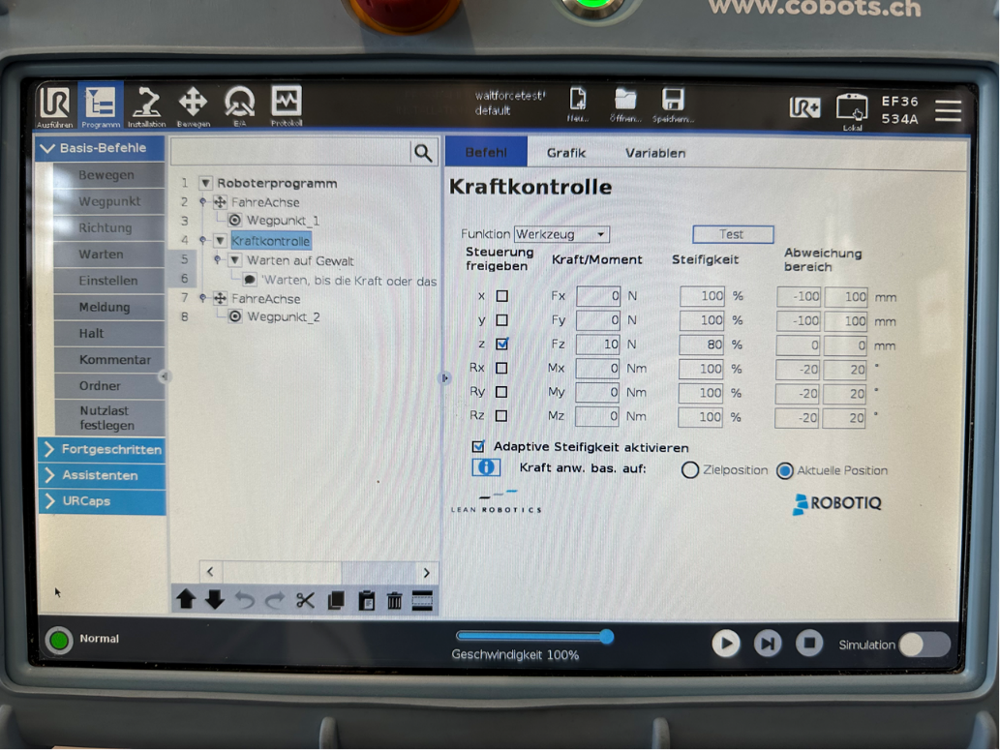 www.cobots.ch
Ausführen
Programm
Installation
Bewegen
E/A
Protokoll
waitforcetest*
default
Neu...
Öffnen...
Speichern...
UR+
Lokal
EF36
534A
Basis-Befehle
Bewegen
Wegpunkt
Richtung
Warten
Einstellen
Meldung
Halt
Kommentar
Ordner
Nutzlast
festlegen
Fortgeschritten
Assistenten
URCaps
1 Roboterprogramm
2 FahreAchse
3 Wegpunkt_1
4 Kraftkontrolle
5 Warten auf Gewalt
6 'Warten, bis die Kraft oder das
7 FahreAchse
8 Wegpunkt_2
Befehl Grafik Variablen
Kraftkontrolle
Funktion Werkzeug Test
Steuerung
freigeben
Kraft/Moment
Steifigkeit
Abweichung
bereich
x Fx 0 N 100 % -100 100 mm
y Fy 0 N 100 % -100 100 mm
z Fz 10 N 80 % 0 0 mm
Rx Mx 0 Nm 100 % -20 20 °
Ry My 0 Nm 100 % -20 20 °
Rz Mz 0 Nm 100 % -20 20 °
Adaptive Steifigkeit aktivieren
Kraft anw. bas. auf: Zielposition Aktuelle Position
LEAN ROBOTICS
ROBOTIQ
Normal
Geschwindigkeit 100%
Simulation